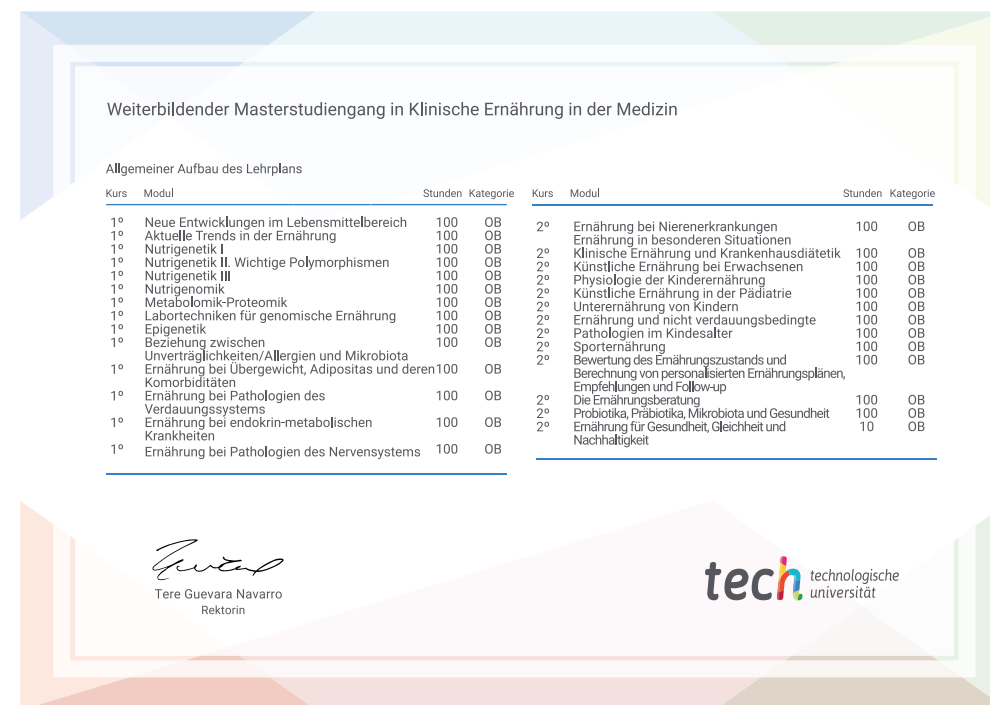 Weiterbildender Masterstudiengang in Klinische Ernährung in der Medizin
Allgemeiner Aufbau des Lehrplans
Kurs Modul Stunden Kategorie
1º Neue Entwicklungen im Lebensmittelbereich 100 OB
1º Aktuelle Trends in der Ernährung 100 OB
1º Nutrigenetik I 100 OB
1º Nutrigenetik II. Wichtige Polymorphismen 100 OB
1º Nutrigenetik III 100 OB
1º Nutrigenomik 100 OB
1º Metabolomik-Proteomik 100 OB
1º Labortechniken für genomische Ernährung 100 OB
1º Epigenetik 100 OB
1º Beziehung zwischen 100 OB
Unverträglichkeiten/Allergien und Mikrobiota
1º Ernährung bei Übergewicht, Adipositas und deren 100 OB
Komorbiditäten
1º Ernährung bei Pathologien des 100 OB
Verdauungssystems
1º Ernährung bei endokrin-metabolischen 100 OB
Krankheiten
1º Ernährung bei Pathologien des Nervensystems 100 OB
Kurs Modul Stunden Kategorie
2º Ernährung bei Nierenerkrankungen 100 OB
Ernährung in besonderen Situationen
2º Klinische Ernährung und Krankenhausdiätetik 100 OB
2º Künstliche Ernährung bei Erwachsenen 100 OB
2º Physiologie der Kinderernährung 100 OB
2º Künstliche Ernährung in der Pädiatrie 100 OB
2º Unterernährung von Kindern 100 OB
2º Ernährung und nicht verdauungsbedingte 100 OB
2º Pathologien im Kindesalter 100 OB
2º Sporternährung 100 OB
2º Bewertung des Ernährungszustands und 100 OB
Berechnung von personalisierten Ernährungsplänen,
Empfehlungen und Follow-up
2º Die Ernährungsberatung 100 OB
2º Probiotika, Präbiotika, Mikrobiota und Gesundheit 100 OB
2º Ernährung für Gesundheit, Gleichheit und 10 OB
Nachhaltigkeit
Tere Guevara Navarro
Rektorin
tech technologische
universität